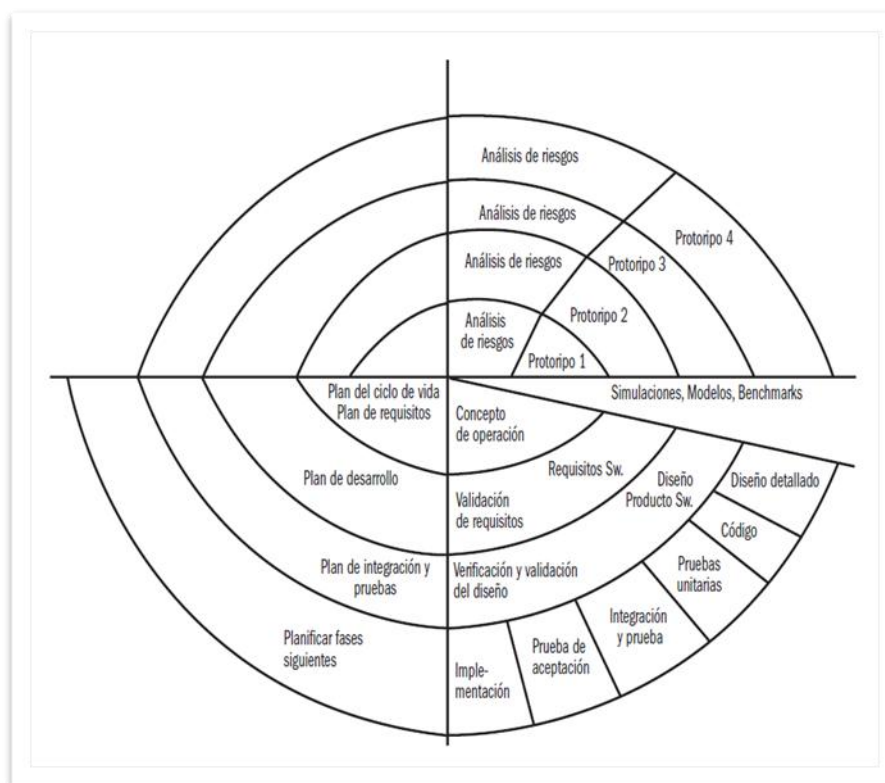 Análisis de riesgos
Análisis de riesgos
Análisis de riesgos
Análisis
de riesgos
Protoripo 1
Protoripo 2
Protoripo 3
Protoripo 4
Simulaciones, Modelos, Benchmarks
Plan del ciclo de vida
Plan de requisitos
Concepto
de operación
Plan de desarrollo
Requisitos Sw.
Validación
de requisitos
Diseño
Producto Sw.
Diseño detallado
Código
Pruebas
unitarias
Plan de integración y
pruebas
Verificación y validación
del diseño
Integración
y prueba
Planificar fases
siguientes
Prueba de
aceptación
Imple-
mentación